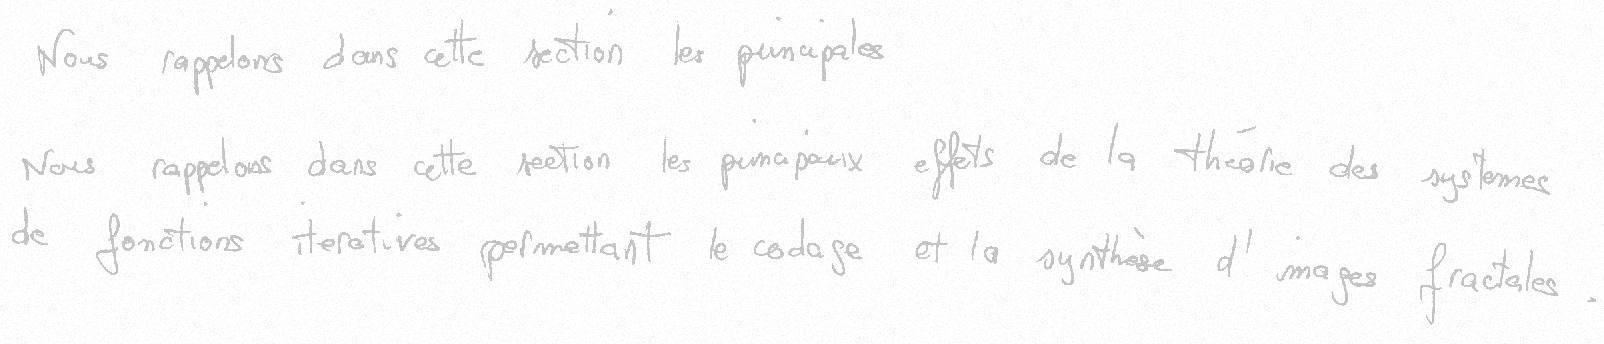 Nous rappelons dans cette section les principales
Nous rappelons dans cette section les principaux effets de la théorie des systemes
de fonctions iteratives permettant le codage et la synthèse d'images fractales.